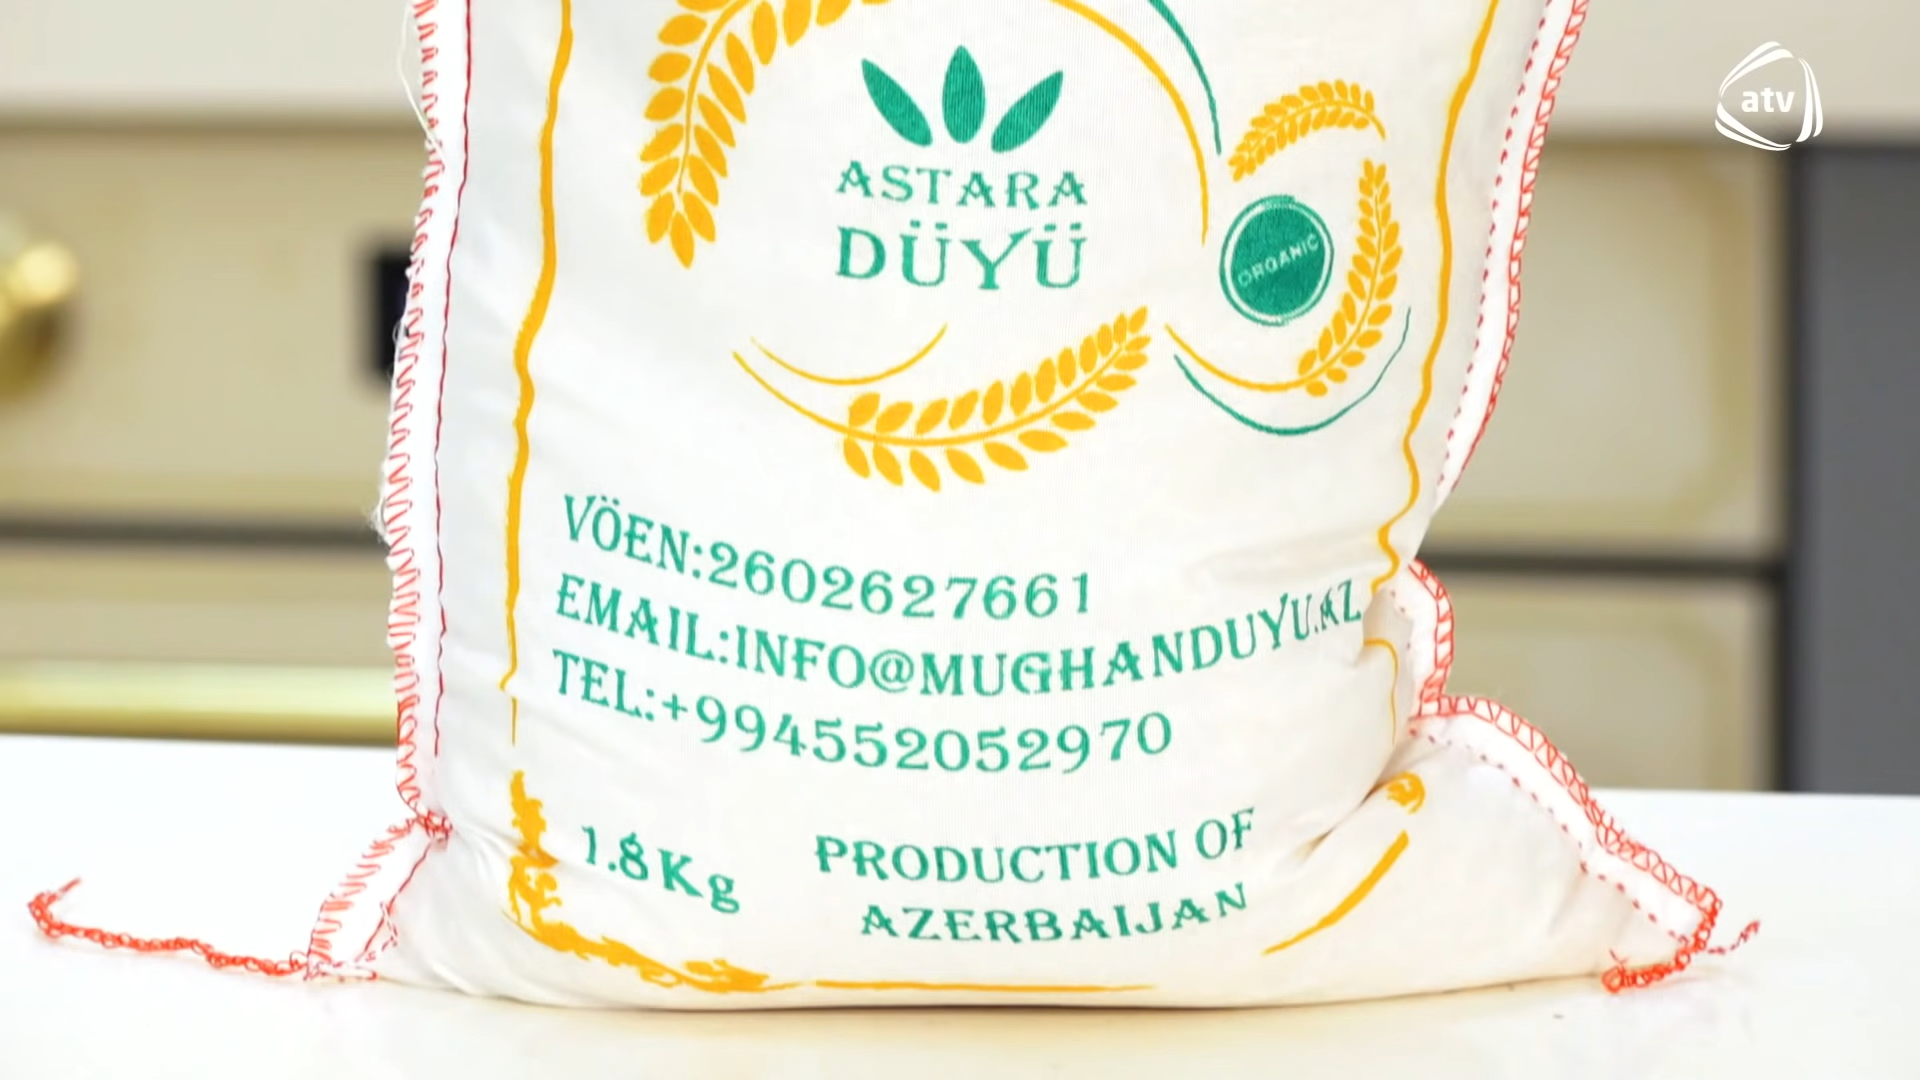 atv
ASTARA
DÜYÜ
ORGANIC
VÖEN:2602627661
EMAIL:INFO@MUGHANDUYU.AZ
TEL:+994552052970
1.8Kg
PRODUCTION OF
AZERBAIJAN